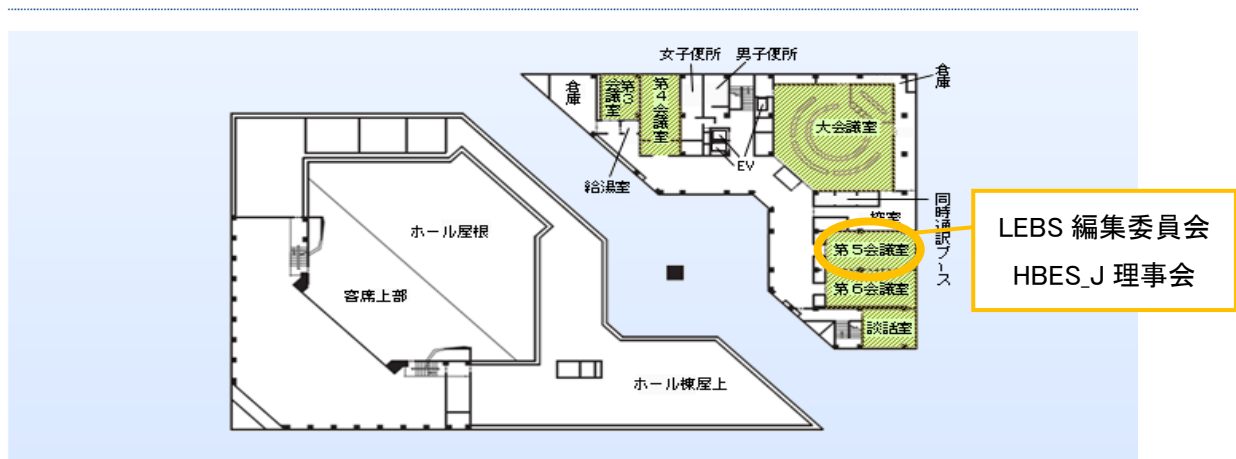 女子便所
男子便所
倉庫
第3会議室
第4会議室
倉庫
大会議室
EV
給湯室
同時通訳ブース
控室
第5会議室
第6会議室
談話室
LEBS 編集委員会
HBES_J 理事会
ホール屋根
客席上部
ホール棟屋上